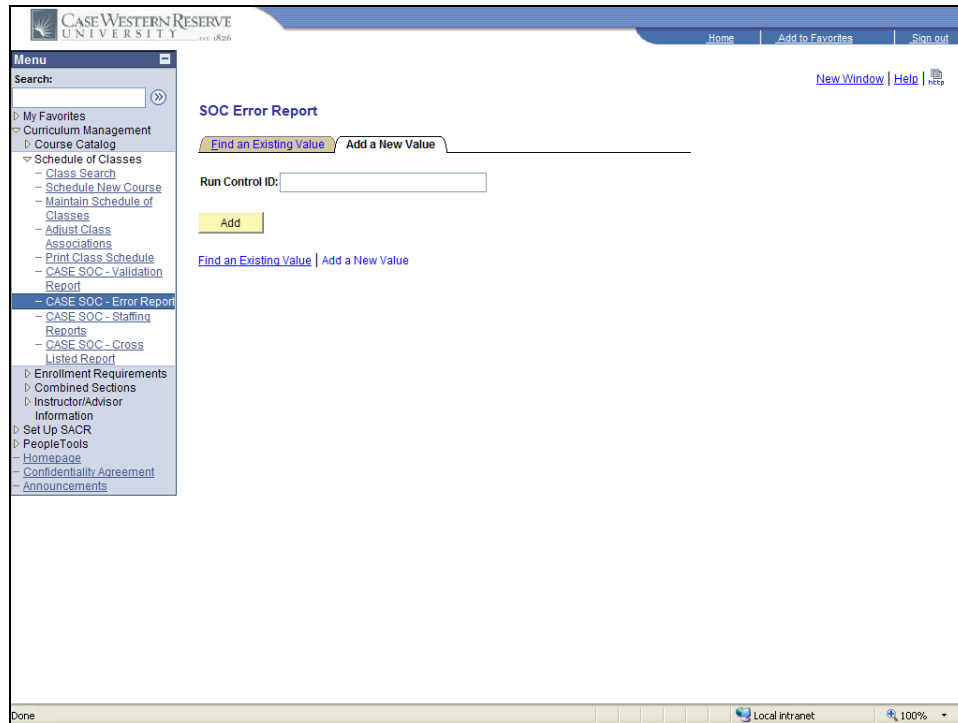 CASE WESTERN RESERVE
UNIVERSITY EST. 1826
Home Add to Favorites Sign out
Menu
Search:
New Window | Help | http
My Favorites
Curriculum Management
Course Catalog
Schedule of Classes
– Class Search
– Schedule New Course
– Maintain Schedule of
Classes
– Adjust Class
Associations
– Print Class Schedule
– CASE SOC - Validation
Report
– CASE SOC - Error Report
– CASE SOC - Staffing
Reports
– CASE SOC - Cross
Listed Report
Enrollment Requirements
Combined Sections
Instructor/Advisor
Information
Set Up SACR
PeopleTools
– Homepage
– Confidentiality Agreement
– Announcements
SOC Error Report
Find an Existing Value Add a New Value
Run Control ID:
Add
Find an Existing Value | Add a New Value
Done Local intranet 100%